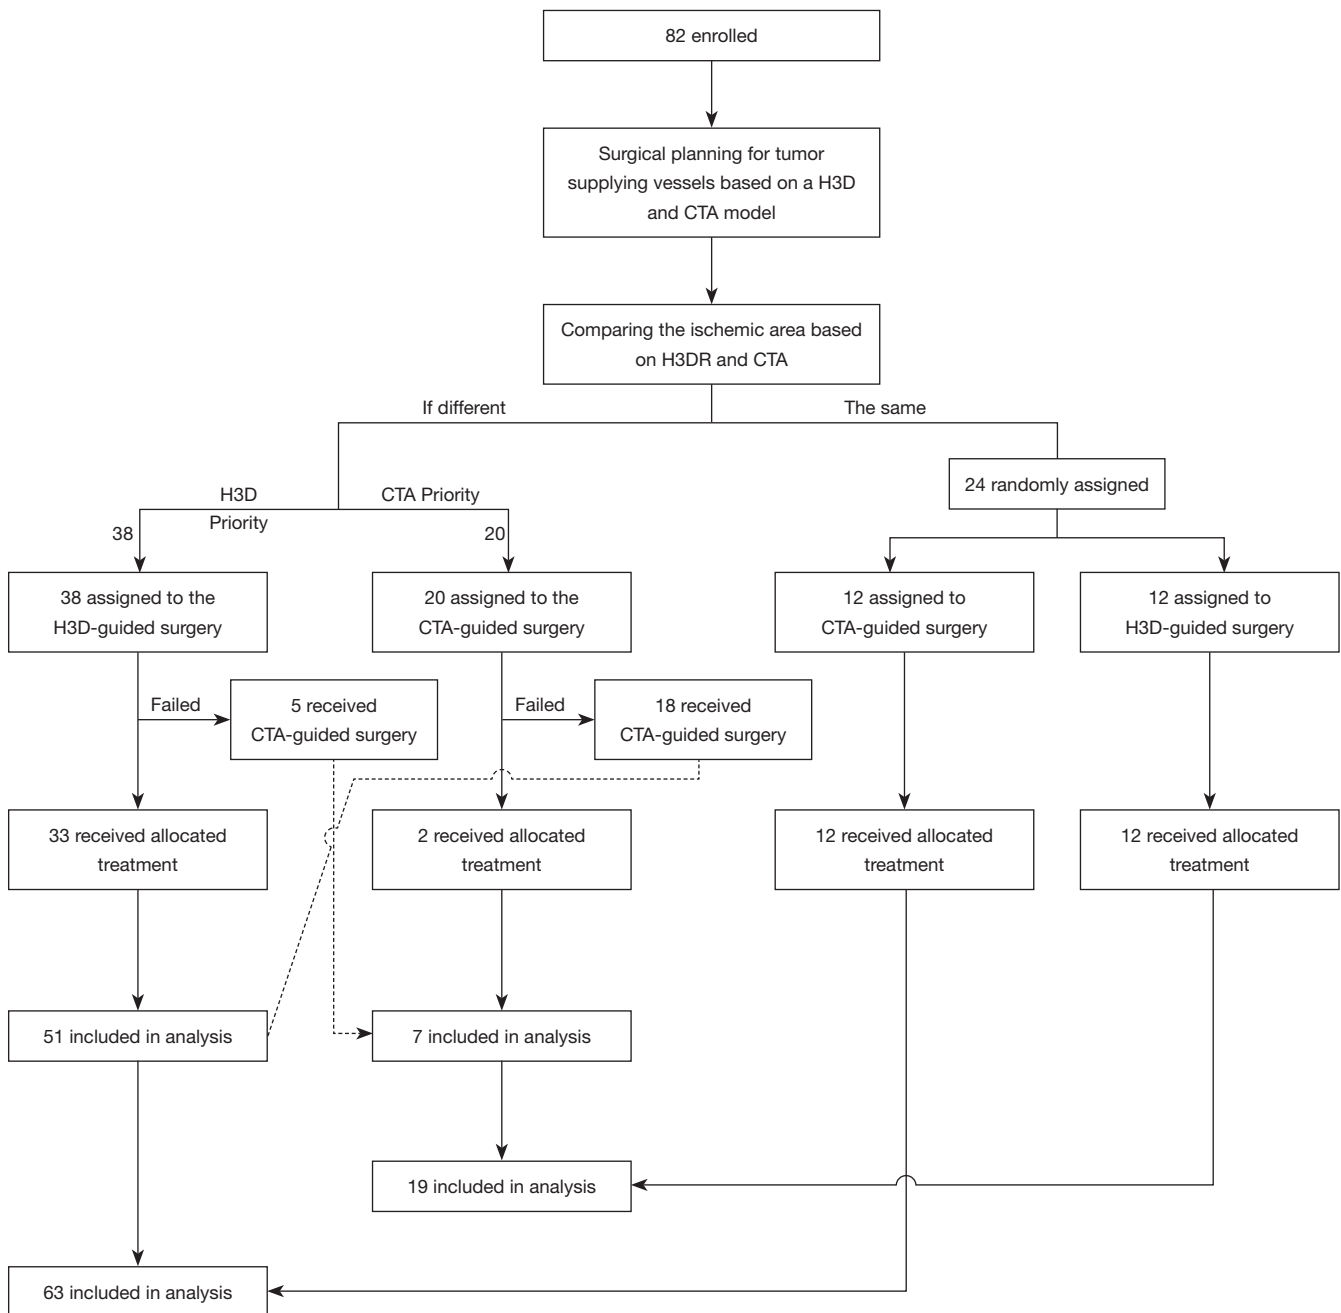 82 enrolled
Surgical planning for tumor
supplying vessels based on a H3D
and CTA model
Comparing the ischemic area based
on H3DR and CTA
If different
The same
24 randomly assigned
H3D
Priority
CTA Priority
38
20
38 assigned to the
H3D-guided surgery
20 assigned to the
CTA-guided surgery
12 assigned to
CTA-guided surgery
12 assigned to
H3D-guided surgery
Failed
5 received
CTA-guided surgery
Failed
18 received
CTA-guided surgery
33 received allocated
treatment
2 received allocated
treatment
12 received allocated
treatment
12 received allocated
treatment
51 included in analysis
7 included in analysis
19 included in analysis
63 included in analysis